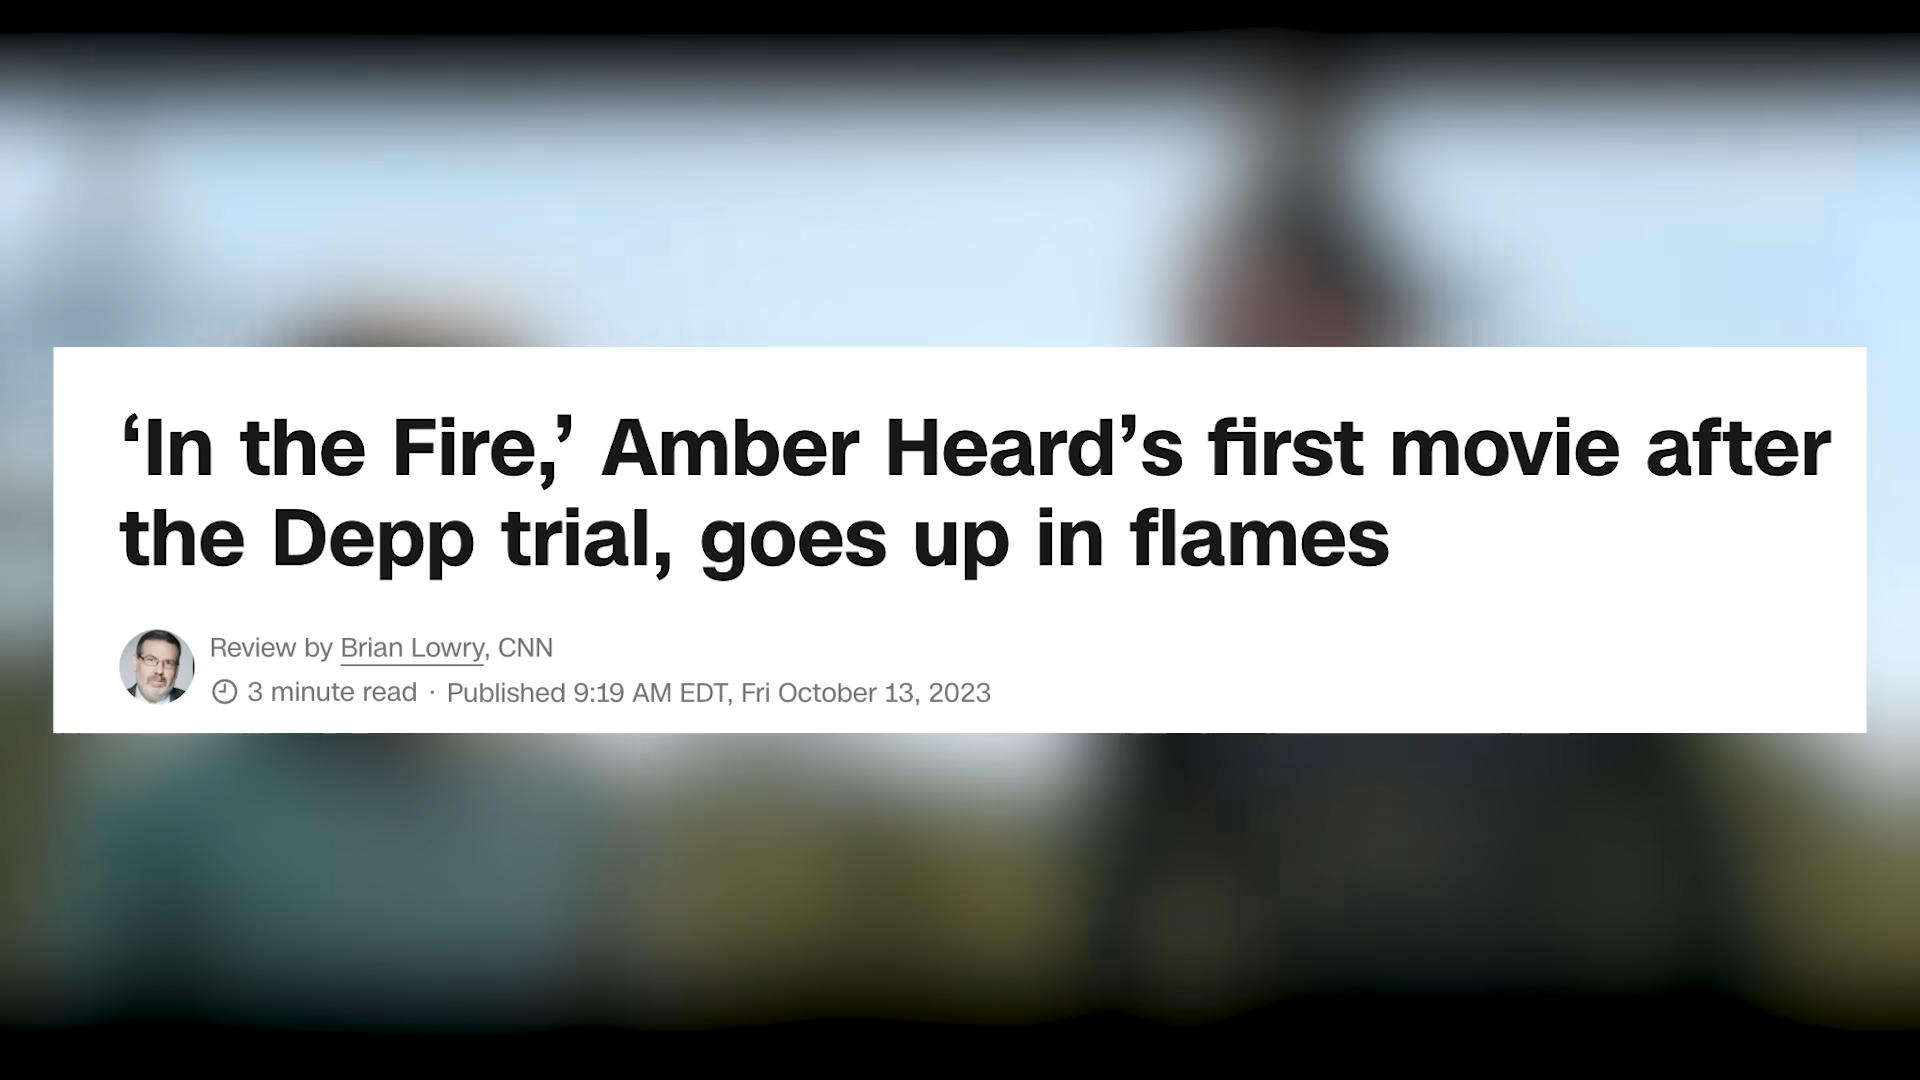 ‘In the Fire,’ Amber Heard’s first movie after
the Depp trial, goes up in flames
Review by Brian Lowry, CNN
3 minute read · Published 9:19 AM EDT, Fri October 13, 2023